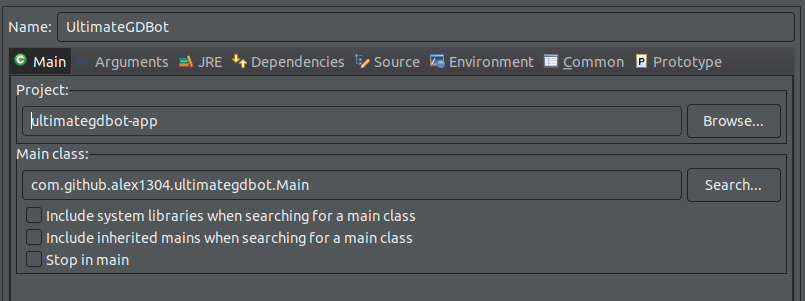 Name: UltimateGDBot
Main Arguments JRE Dependencies Source Environment Common Prototype
Project:
ultimategdbot-app Browse...
Main class:
com.github.alex1304.ultimategdbot.Main Search...
Include system libraries when searching for a main class
Include inherited mains when searching for a main class
Stop in main